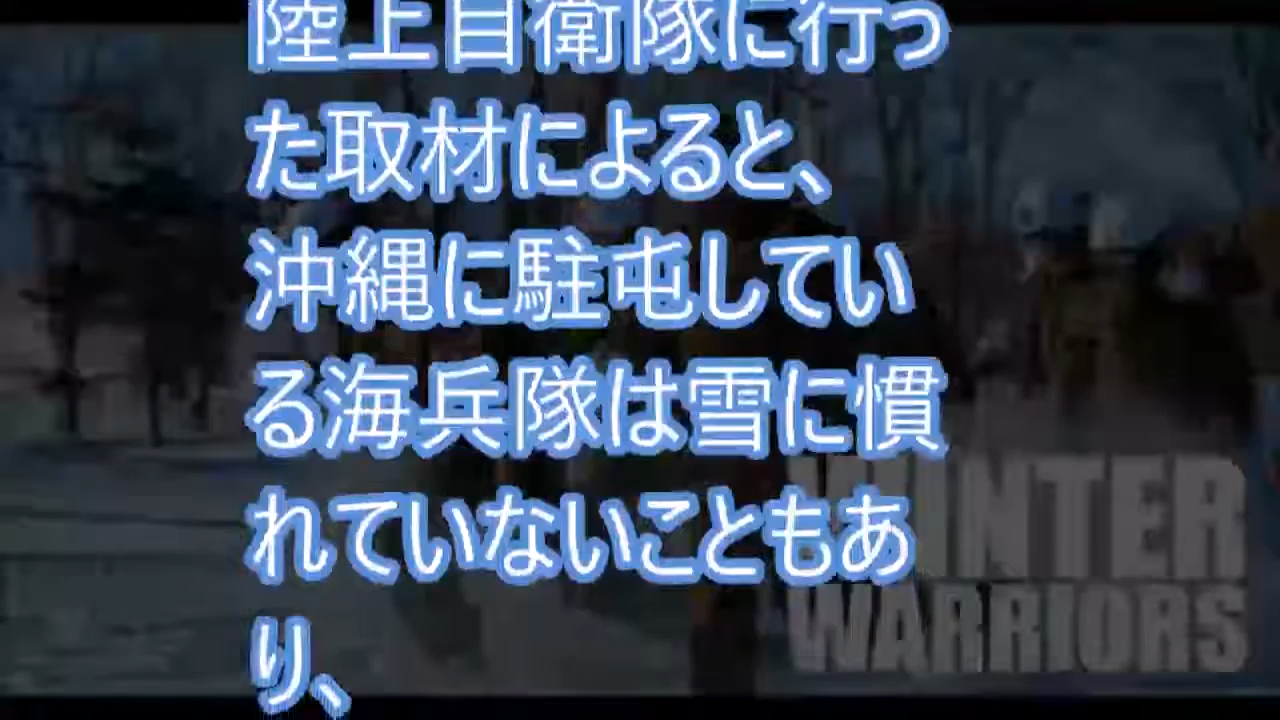 陸上自衛隊に行っ
た取材によると、
沖縄に駐屯してい
る海兵隊は雪に慣
れていないこともあ
り、
WINTER
WARRIORS